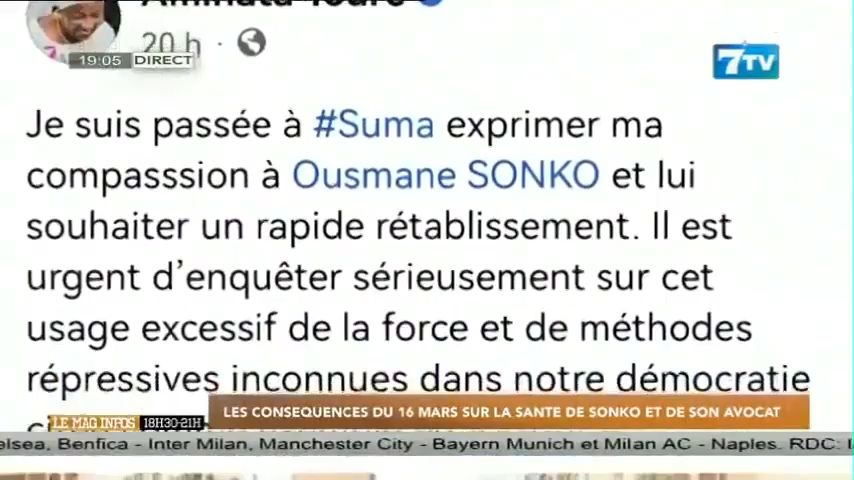 Aminata Touré
20 h ·
19:05 DIRECT
7TV
Je suis passée à #Suma exprimer ma
compasssion à Ousmane SONKO et lui
souhaiter un rapide rétablissement. Il est
urgent d'enquêter sérieusement sur cet
usage excessif de la force et de méthodes
répressives inconnues dans notre démocratie
LES CONSEQUENCES DU 16 MARS SUR LA SANTE DE SONKO ET DE SON AVOCAT
LE MAG INFOS 18H30-21H
elsea, Benfica - Inter Milan, Manchester City - Bayern Munich et Milan AC - Naples. RDC: